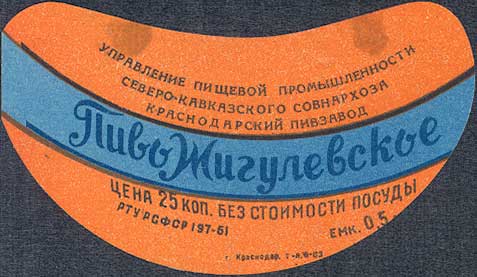 УПРАВЛЕНИЕ ПИЩЕВОЙ ПРОМЫШЛЕННОСТИ
СЕВЕРО-КАВКАЗСКОГО СОВНАРХОЗА
КРАСНОДАРСКИЙ ПИВЗАВОД
Пиво Жигулевское
ЦЕНА 25 КОП. БЕЗ СТОИМОСТИ ПОСУДЫ
РТУ РСФСР 197-61 ЕМК. 0,5
г. Краснодар,